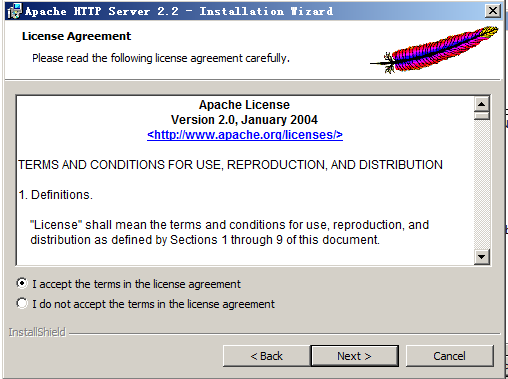 Apache HTTP Server 2.2 - Installation Wizard
License Agreement
Please read the following license agreement carefully.
Apache License
Version 2.0, January 2004
<http://www.apache.org/licenses/>
TERMS AND CONDITIONS FOR USE, REPRODUCTION, AND DISTRIBUTION
1. Definitions.
"License" shall mean the terms and conditions for use, reproduction, and
distribution as defined by Sections 1 through 9 of this document.
I accept the terms in the license agreement
I do not accept the terms in the license agreement
InstallShield
< Back
Next >
Cancel